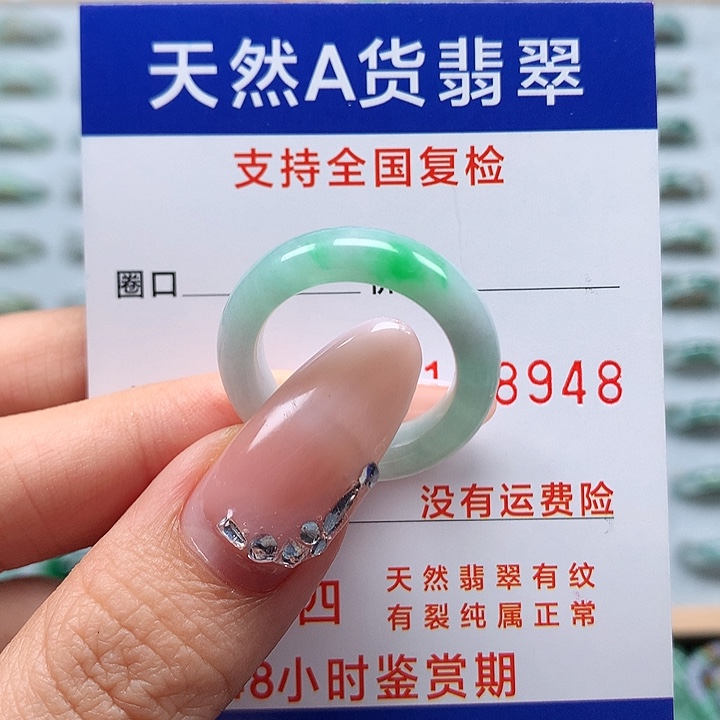 天然A货翡翠
支持全国复检
圈口
8948
没有运费险
四
天然翡翠有纹
有裂纯属正常
8小时鉴赏期